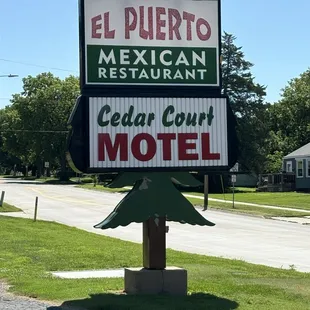 EL PUERTO
MEXICAN
RESTAURANT
Cedar Court
MOTEL